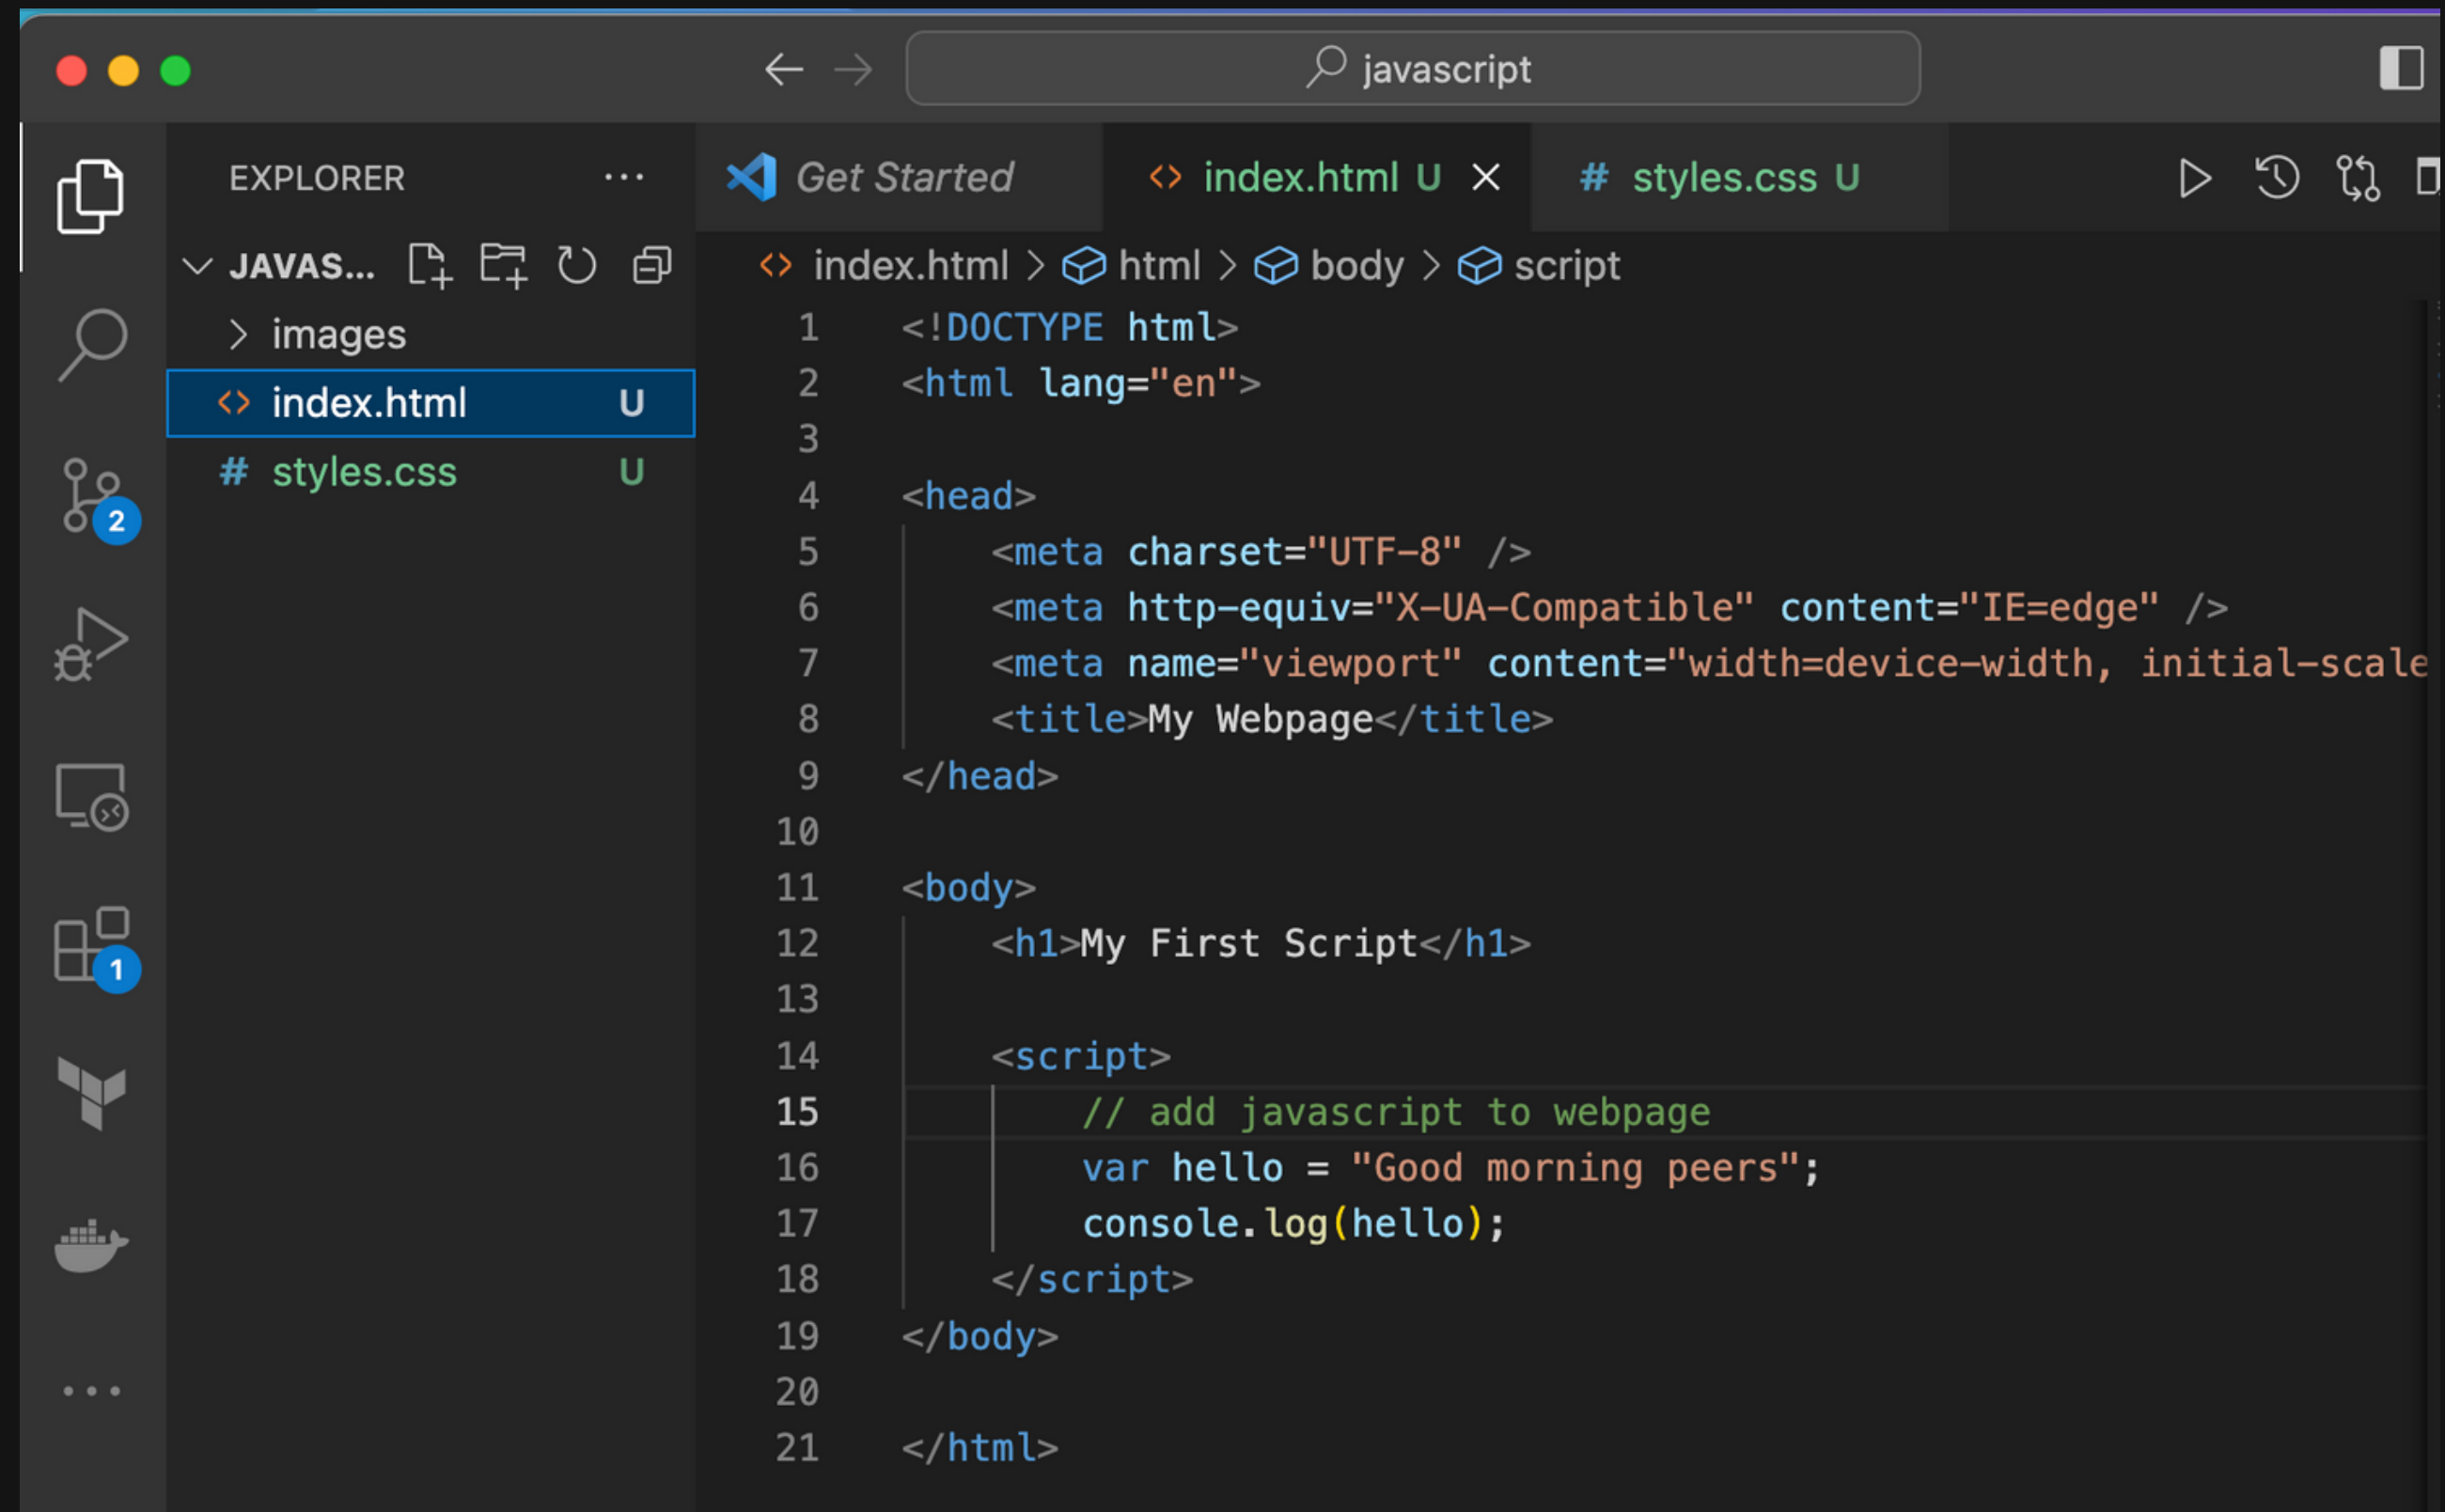 javascript
EXPLORER ...
JAVAS...
images
index.html U
# styles.css U
2
1
Get Started
index.html U
# styles.css U
index.html > html > body > script
1 <!DOCTYPE html>
2 <html lang="en">
3
4 <head>
5     <meta charset="UTF-8" />
6     <meta http-equiv="X-UA-Compatible" content="IE=edge" />
7     <meta name="viewport" content="width=device-width, initial-scale
8     <title>My Webpage</title>
9 </head>
10
11 <body>
12     <h1>My First Script</h1>
13
14     <script>
15         // add javascript to webpage
16         var hello = "Good morning peers";
17         console.log(hello);
18     </script>
19 </body>
20
21 </html>